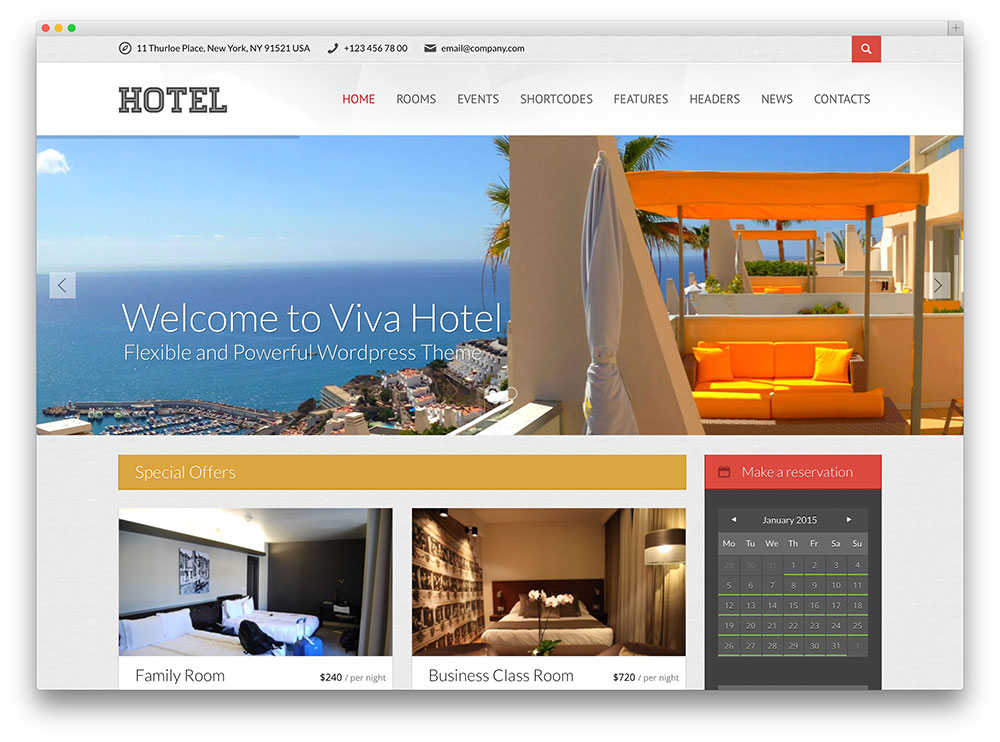 11 Thurloe Place, New York, NY 91521 USA +123 456 78 00 email@company.com
HOTEL
HOME ROOMS EVENTS SHORTCODES FEATURES HEADERS NEWS CONTACTS
Welcome to Viva Hotel
Flexible and Powerful Wordpress Theme
Special Offers
Family Room $240 / per night
Business Class Room $720 / per night
Make a reservation
January 2015
Mo Tu We Th Fr Sa Su
29 30 31 1 2 3 4
5 6 7 8 9 10 11
12 13 14 15 16 17 18
19 20 21 22 23 24 25
26 27 28 29 30 31 1